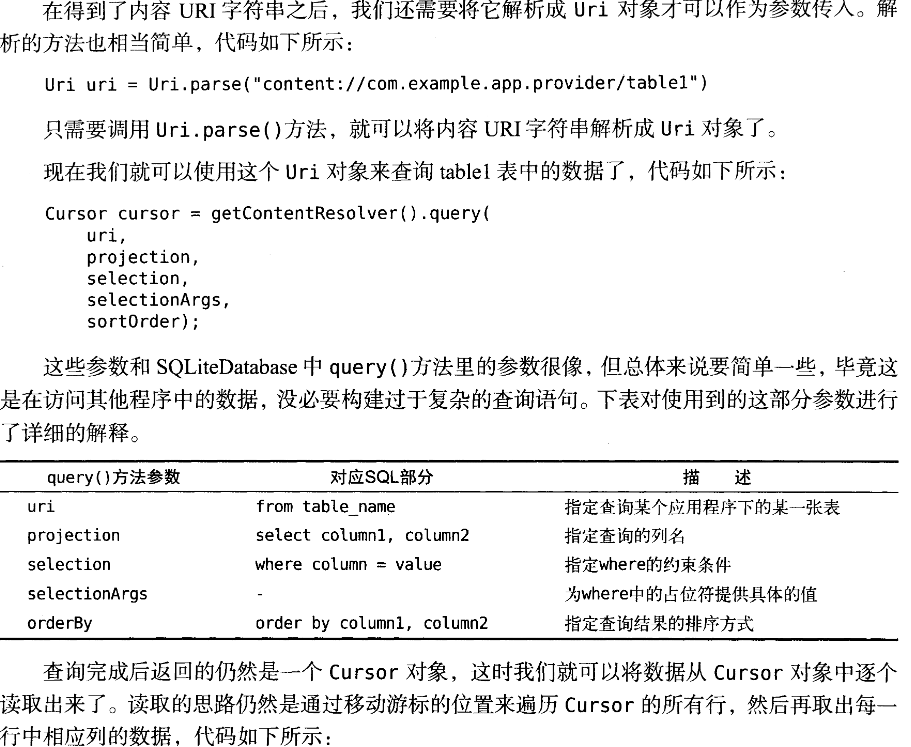 在得到了内容 URI 字符串之后，我们还需要将它解析成 Uri 对象才可以作为参数传入。解
析的方法也相当简单，代码如下所示：
Uri uri = Uri.parse("content://com.example.app.provider/table1")
只需要调用 Uri.parse()方法，就可以将内容 URI 字符串解析成 Uri 对象了。
现在我们就可以使用这个 Uri 对象来查询 table1 表中的数据了，代码如下所示：
Cursor cursor = getContentResolver().query(
uri,
projection,
selection,
selectionArgs,
sortOrder);
这些参数和 SQLiteDatabase 中 query()方法里的参数很像，但总体来说要简单一些，毕竟这
是在访问其他程序中的数据，没必要构建过于复杂的查询语句。下表对使用到的这部分参数进行
了详细的解释。
query()方法参数 对应SQL部分 描 述
uri from table_name 指定查询某个应用程序下的某一张表
projection select column1, column2 指定查询的列名
selection where column = value 指定where的约束条件
selectionArgs - 为where中的占位符提供具体的值
orderBy order by column1, column2 指定查询结果的排序方式
查询完成后返回的仍然是一个 Cursor 对象，这时我们就可以将数据从 Cursor 对象中逐个
读取出来了。读取的思路仍然是通过移动游标的位置来遍历 Cursor 的所有行，然后再取出每一
行中相应列的数据，代码如下所示：